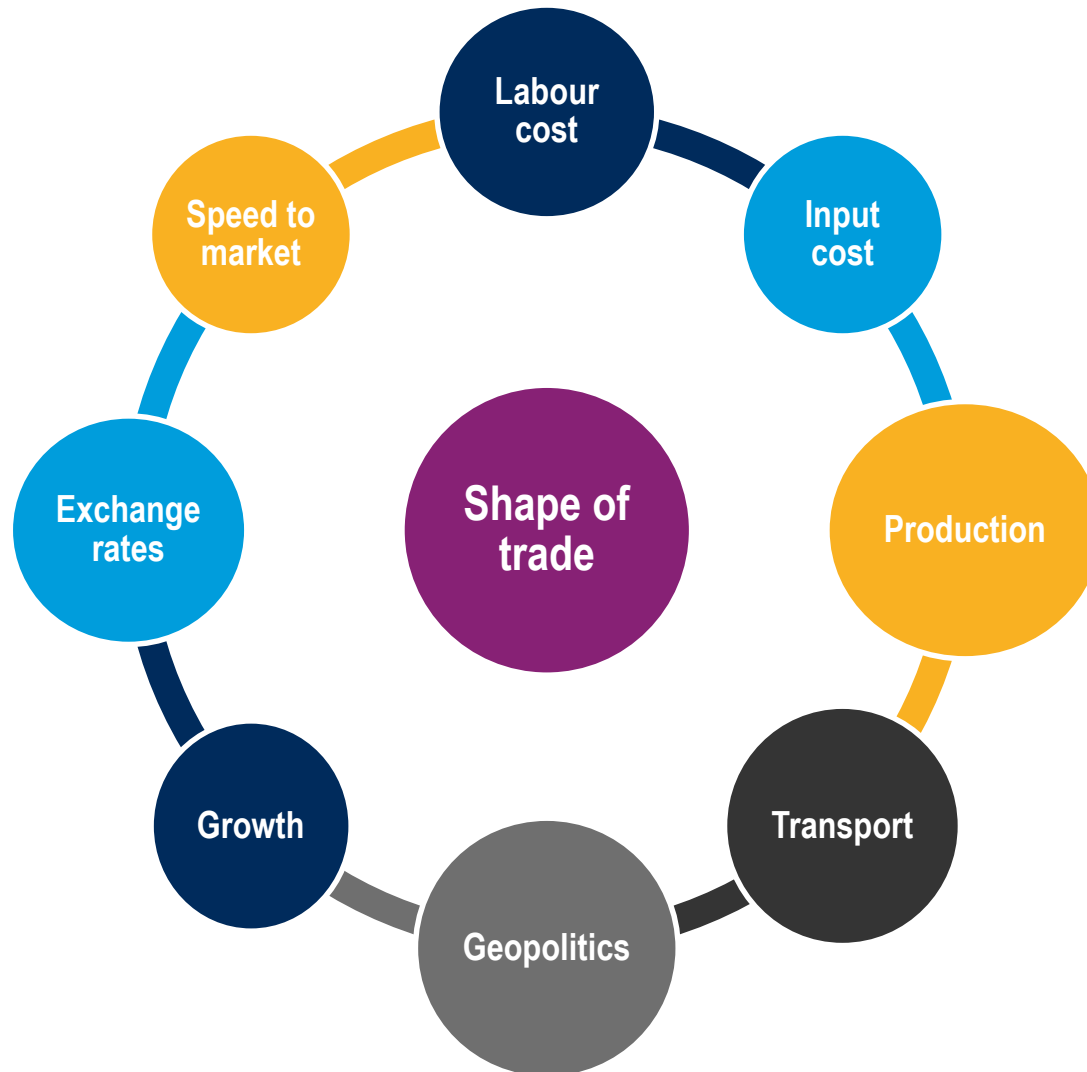 Labour
cost
Input
cost
Production
Transport
Geopolitics
Growth
Exchange
rates
Speed to
market
Shape of
trade